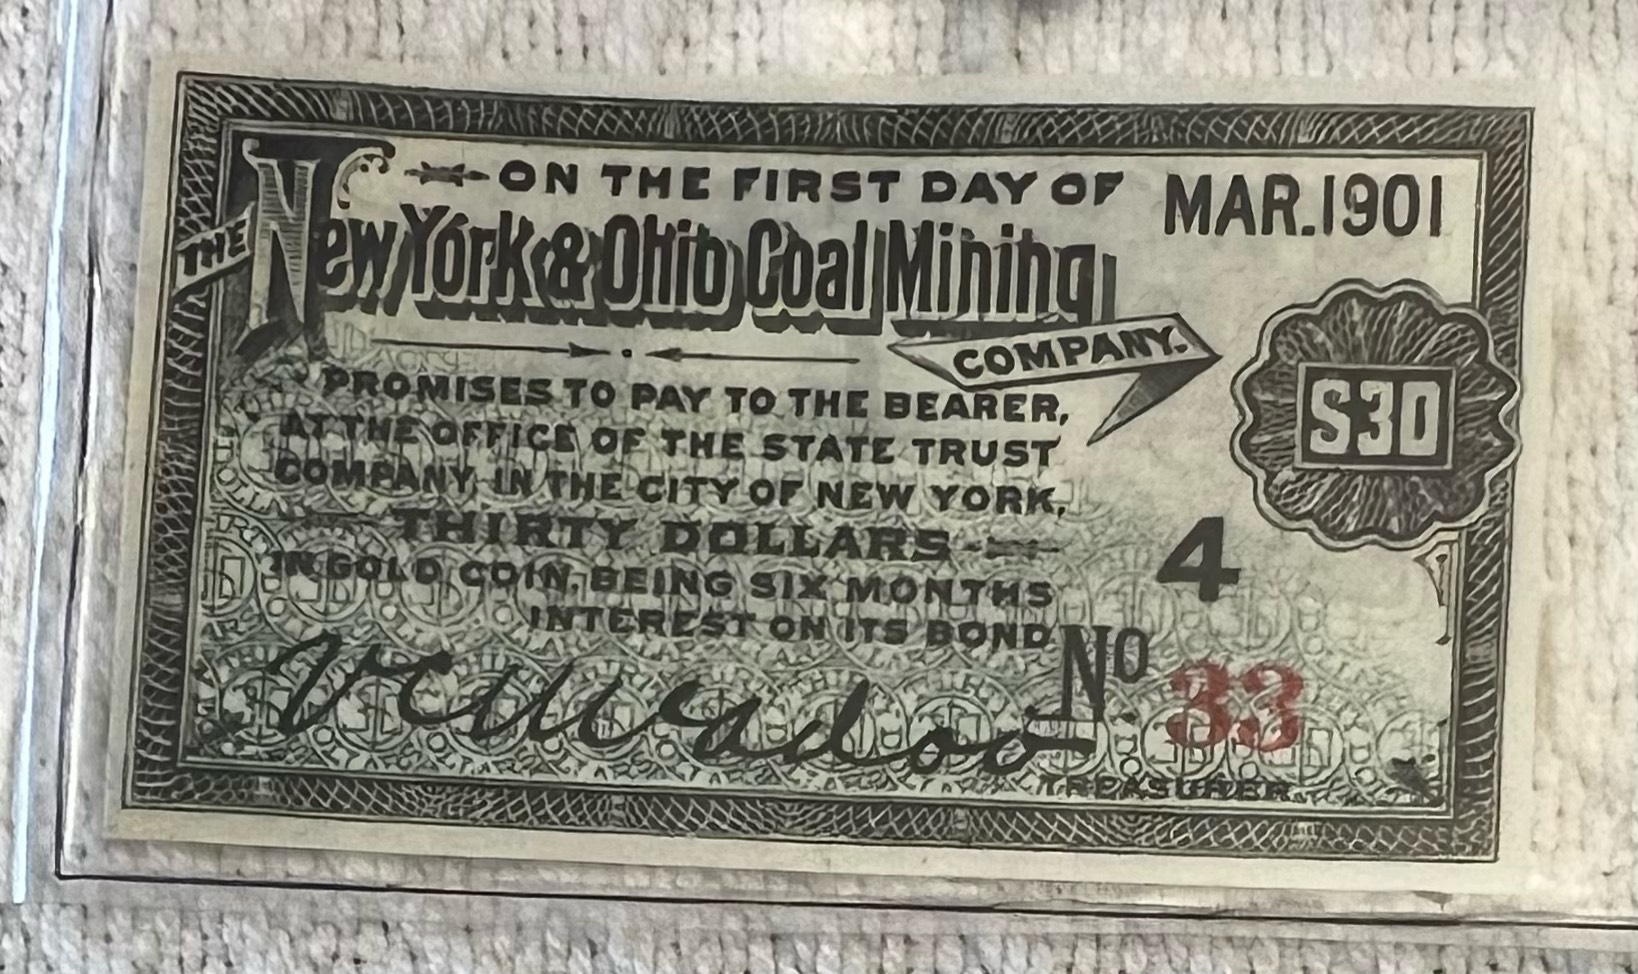 ON THE FIRST DAY OF MAR. 1901
THE New York & Ohio Coal Mining
COMPANY.
PROMISES TO PAY TO THE BEARER,
AT THE OFFICE OF THE STATE TRUST
COMPANY, IN THE CITY OF NEW YORK,
THIRTY DOLLARS
IN GOLD COIN, BEING SIX MONTHS
INTEREST ON ITS BOND
$30
4
No. 33
TREASURER.